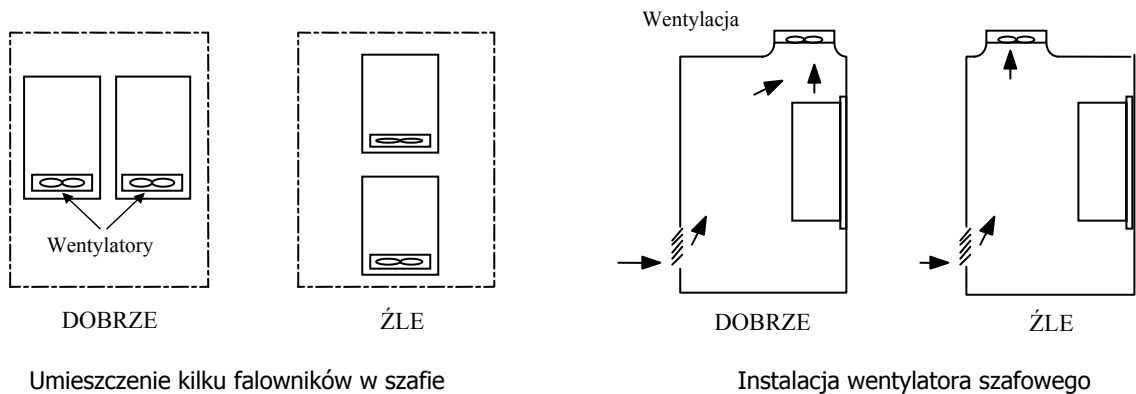 Wentylacja
Wentylatory
DOBRZE ŹLE DOBRZE ŹLE
Umieszczenie kilku falowników w szafie Instalacja wentylatora szafowego